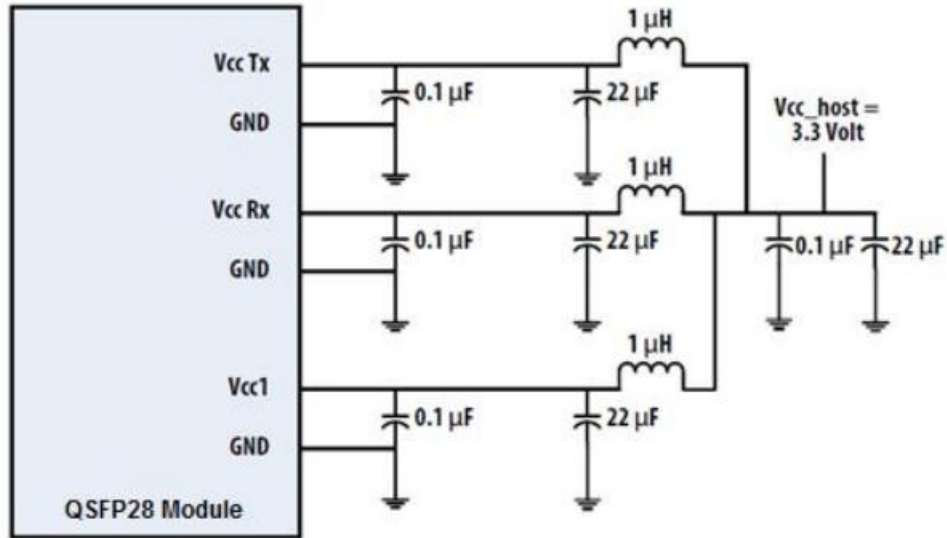 1 µH
Vcc Tx
0.1 µF
22 µF
Vcc_host =
3.3 Volt
GND
1 µH
Vcc Rx
0.1 µF
22 µF
0.1 µF
22 µF
GND
1 µH
Vcc1
0.1 µF
22 µF
GND
QSFP28 Module